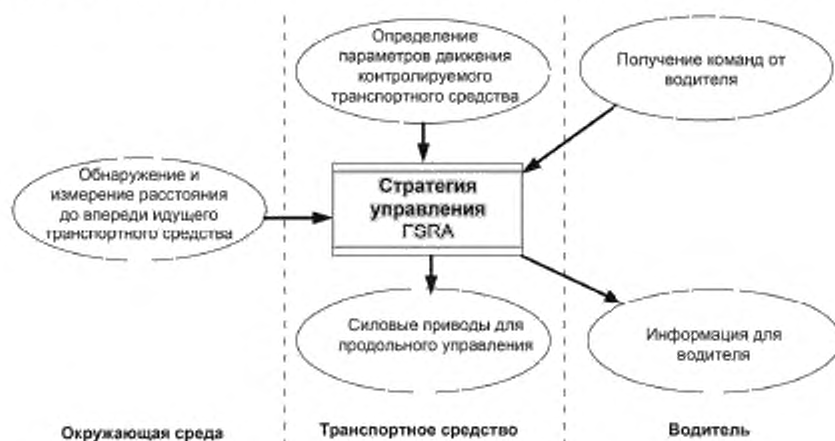 Определение
параметров движения
контролируемого
транспортного средства
Получение команд от
водителя
Обнаружение и
измерение расстояния
до впереди идущего
транспортного средства
Стратегия
управления
FSRA
Силовые приводы для
продольного управления
Информация для
водителя
Окружающая среда
Транспортное средство
Водитель